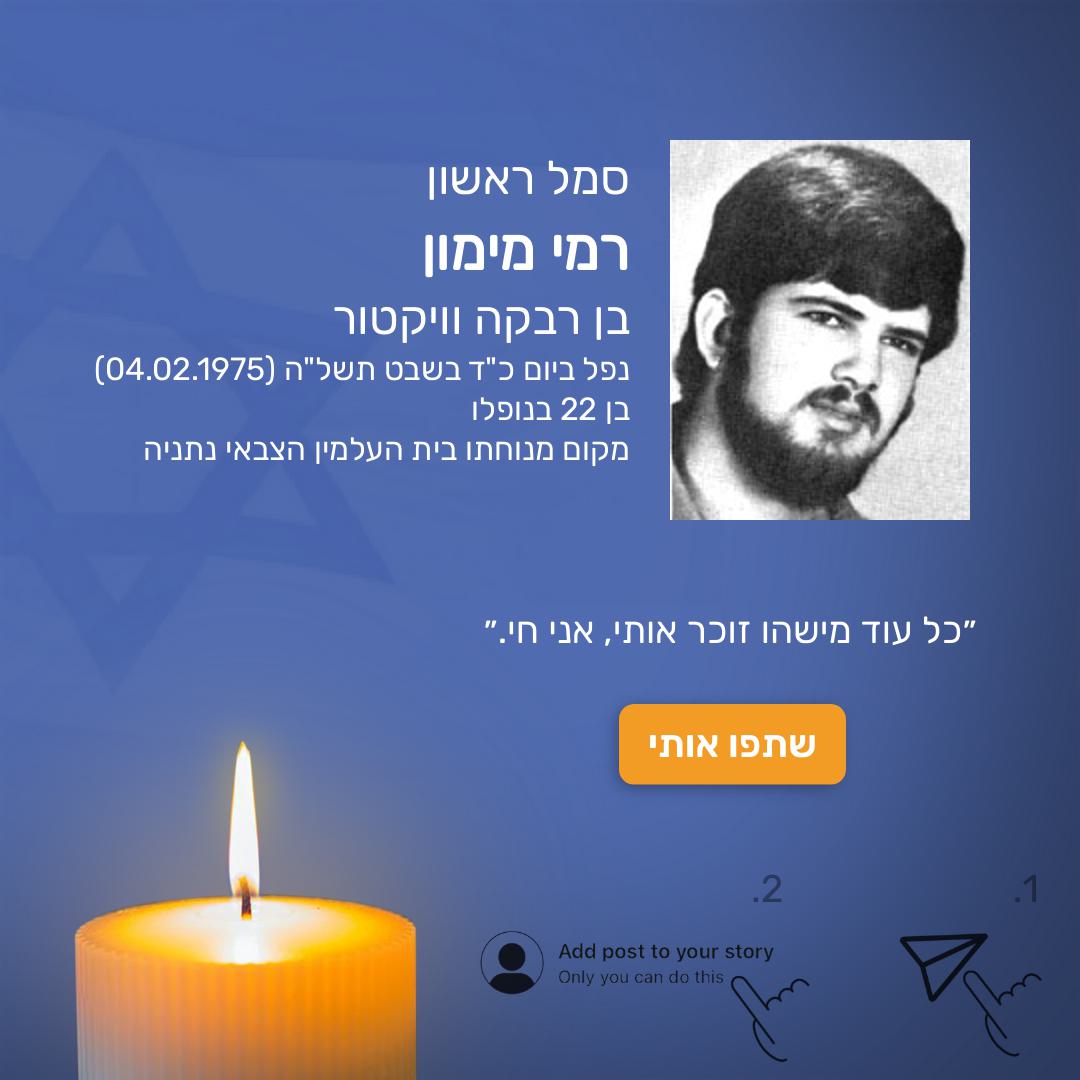 סמל ראשון
רמי מימון
בן רבקה וויקטור
נפל ביום כ"ד בשבט תשל"ה (04.02.1975)
בן 22 בנופלו
מקום מנוחתו בית העלמין הצבאי נתניה
״כל עוד מישהו זוכר אותי, אני חי.״
שתפו אותי
1.
2.
Add post to your story
Only you can do this